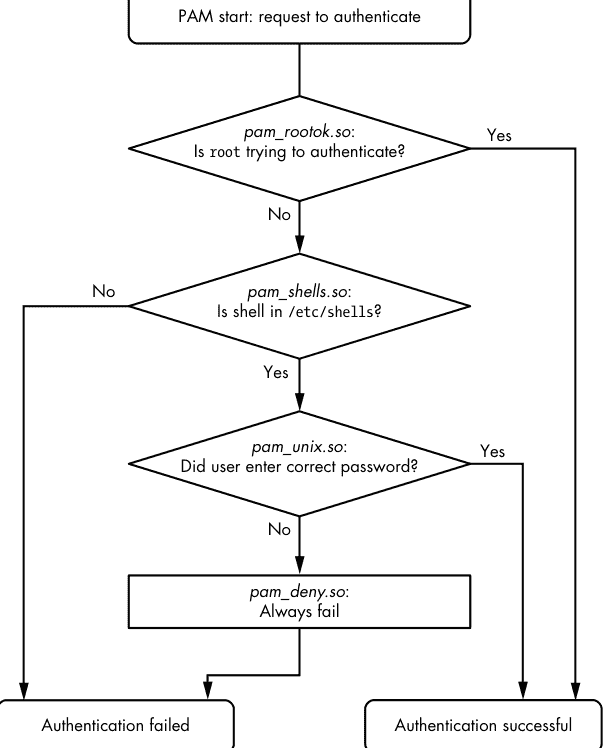 PAM start: request to authenticate
pam_rootok.so:
Is root trying to authenticate?
Yes
No
pam_shells.so:
Is shell in /etc/shells?
No
Yes
pam_unix.so:
Did user enter correct password?
Yes
No
pam_deny.so:
Always fail
Authentication failed
Authentication successful